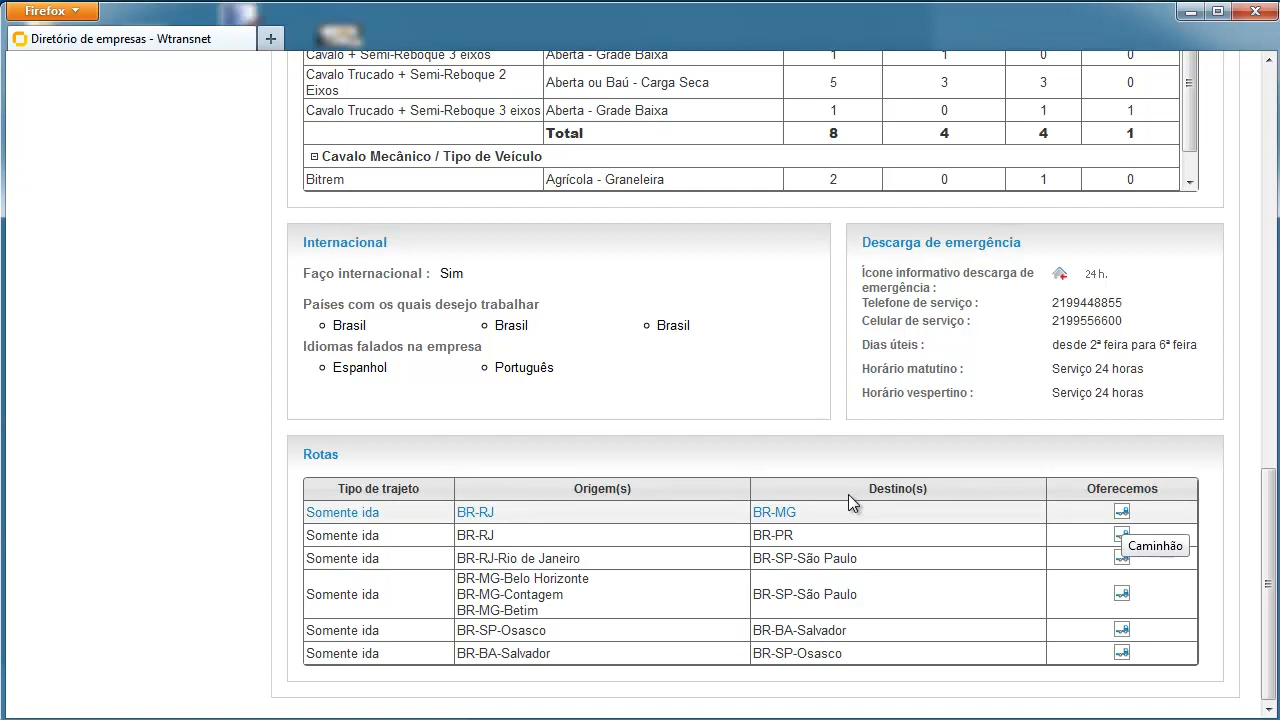 Firefox
Diretório de empresas - Wtransnet
Cavalo + Semi-Reboque 3 eixos Aberta - Grade Baixa 1 1 0 0
Cavalo Trucado + Semi-Reboque 2
Eixos Aberta ou Baú - Carga Seca 5 3 3 0
Cavalo Trucado + Semi-Reboque 3 eixos Aberta - Grade Baixa 1 0 1 1
Total 8 4 4 1
Cavalo Mecânico / Tipo de Veículo
Bitrem Agrícola - Graneleira 2 0 1 0
Internacional
Faço internacional : Sim
Países com os quais desejo trabalhar
Brasil Brasil Brasil
Idiomas falados na empresa
Espanhol Português
Descarga de emergência
Ícone informativo descarga de
emergência : 24 h.
Telefone de serviço : 2199448855
Celular de serviço : 2199556600
Dias úteis : desde 2ª feira para 6ª feira
Horário matutino : Serviço 24 horas
Horário vespertino : Serviço 24 horas
Rotas
Tipo de trajeto Origem(s) Destino(s) Oferecemos
Somente ida BR-RJ BR-MG
Somente ida BR-RJ BR-PR
Caminhão
Somente ida BR-RJ-Rio de Janeiro BR-SP-São Paulo
BR-MG-Belo Horizonte
Somente ida BR-MG-Contagem BR-SP-São Paulo
BR-MG-Betim
Somente ida BR-SP-Osasco BR-BA-Salvador
Somente ida BR-BA-Salvador BR-SP-Osasco